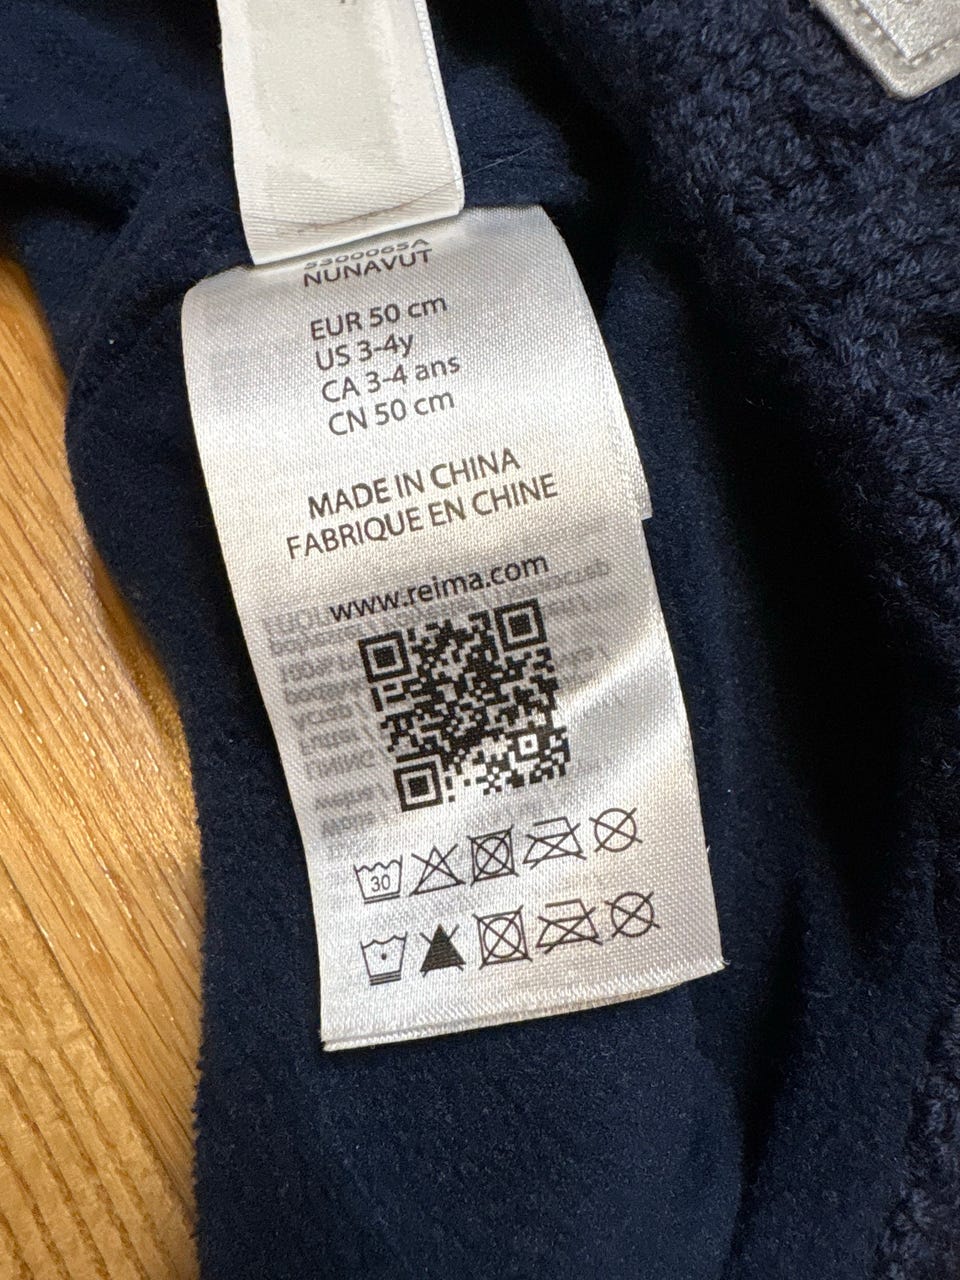 5300065A
NUNAVUT
EUR 50 cm
US 3-4y
CA 3-4 ans
CN 50 cm
MADE IN CHINA
FABRIQUE EN CHINE
www.reima.com
30